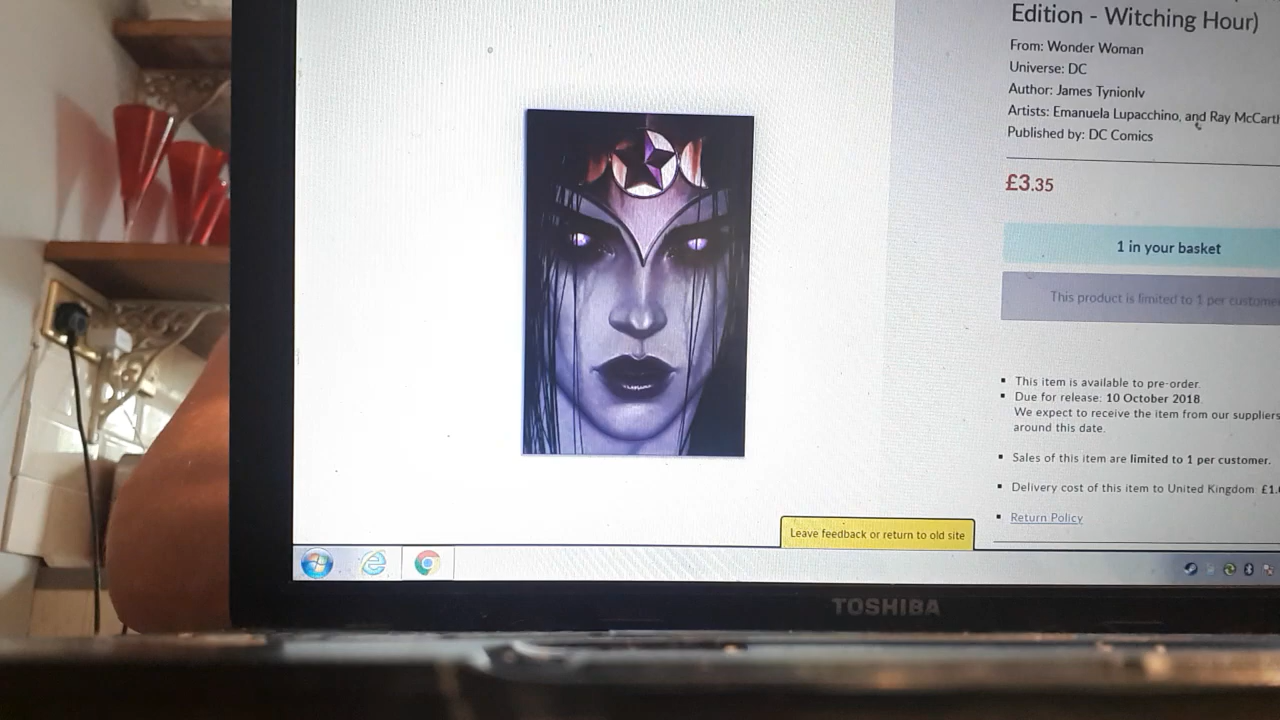 Edition - Witching Hour)
From: Wonder Woman
Universe: DC
Author: James TynionIv
Artists: Emanuela Lupacchino, and Ray McCarth
Published by: DC Comics
£3.35
1 in your basket
This product is limited to 1 per custome
This item is available to pre-order.
Due for release: 10 October 2018.
We expect to receive the item from our suppliers
around this date.
Sales of this item are limited to 1 per customer.
Delivery cost of this item to United Kingdom: £1.
Return Policy
Leave feedback or return to old site
TOSHIBA